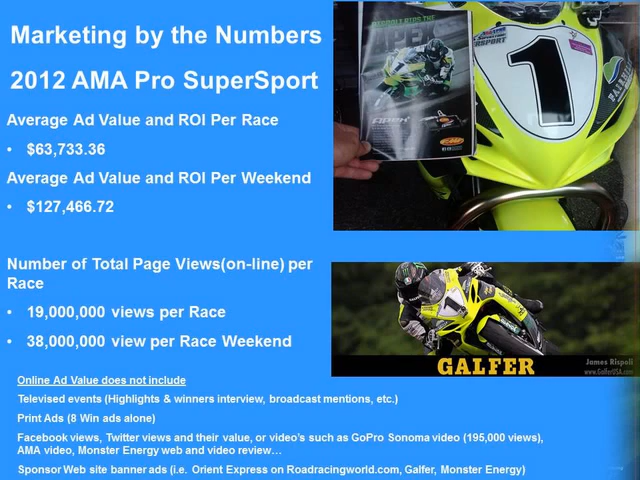 Marketing by the Numbers
2012 AMA Pro SuperSport
Average Ad Value and ROI Per Race
• $63,733.36
Average Ad Value and ROI Per Weekend
• $127,466.72
Number of Total Page Views(on-line) per
Race
• 19,000,000 views per Race
• 38,000,000 view per Race Weekend
Online Ad Value does not include
Televised events (Highlights & winners interview, broadcast mentions, etc.)
Print Ads (8 Win ads alone)
Facebook views, Twitter views and their value, or video's such as GoPro Sonoma video (195,000 views),
AMA video, Monster Energy web and video review…
Sponsor Web site banner ads (i.e. Orient Express on Roadracingworld.com, Galfer, Monster Energy)
RIPS THE
APEX
1
GALFER
James Rispoli
www.GalferUSA.com